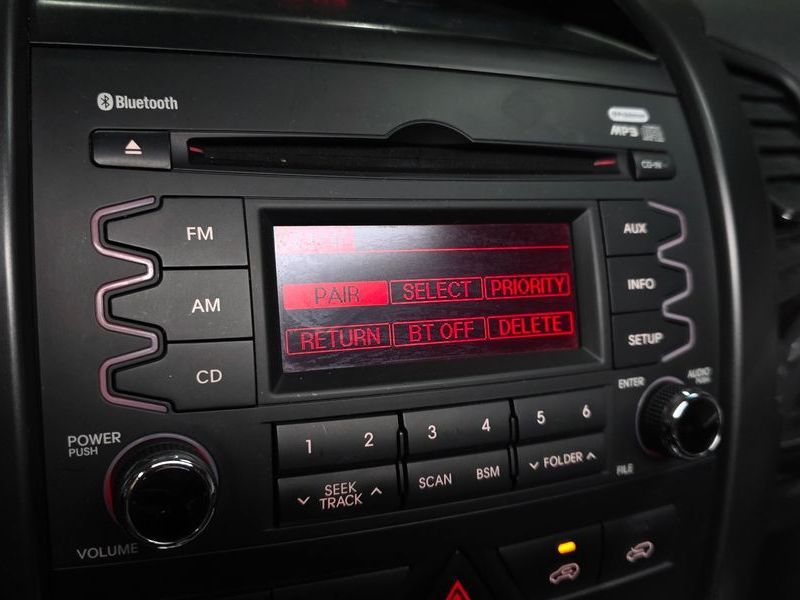 Bluetooth
MP3
CD-IN
FM
AUX
PAIR SELECT PRIORITY
AM
INFO
RETURN BT OFF DELETE
SETUP
CD
ENTER
AUDIO
PUSH
POWER
PUSH
1 2 3 4 5 6
SEEK
TRACK
SCAN BSM
FOLDER
FILE
VOLUME